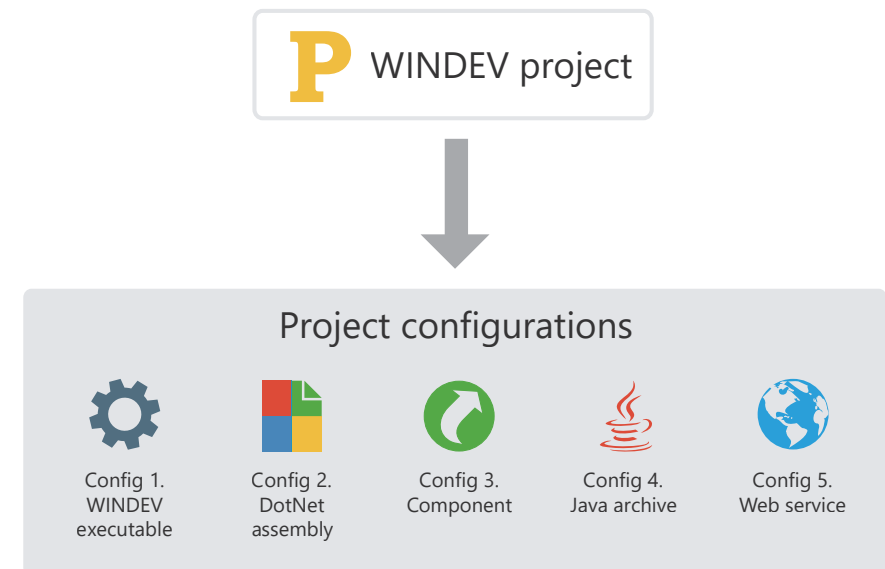 P WINDEV project
Project configurations
Config 1.
WINDEV
executable
Config 2.
DotNet
assembly
Config 3.
Component
Config 4.
Java archive
Config 5.
Web service